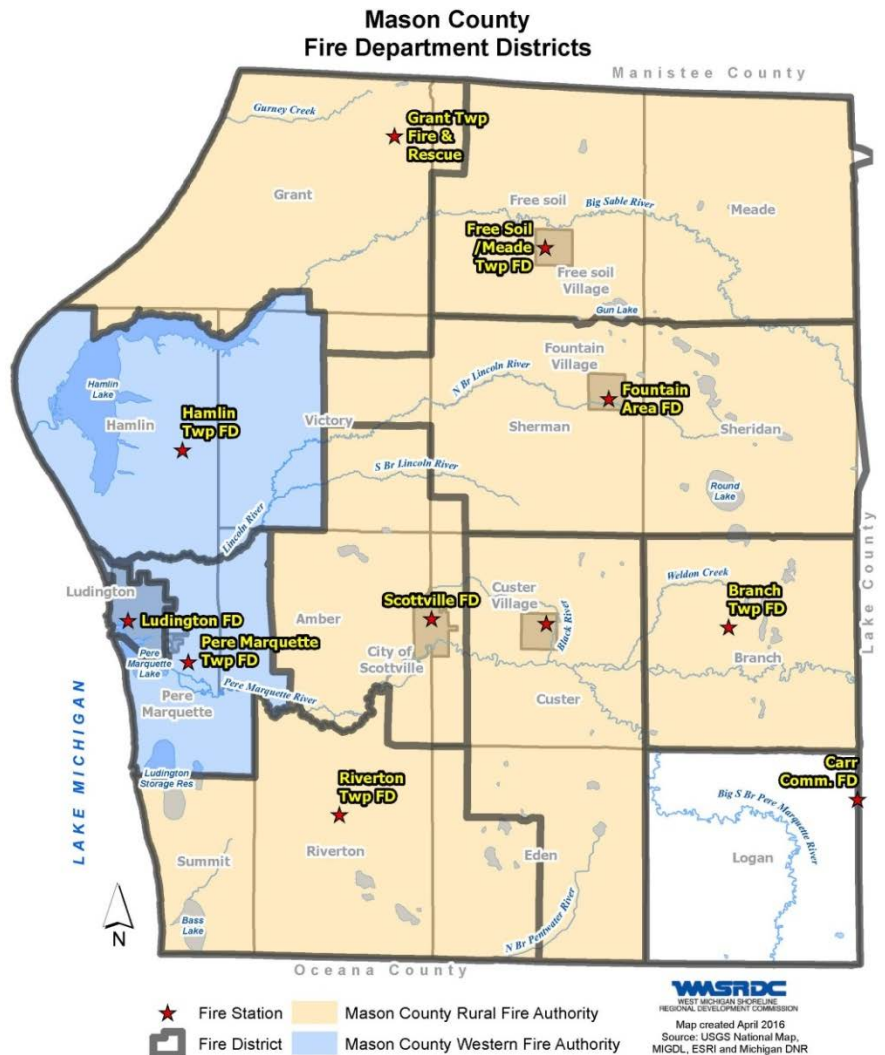 Mason County
Fire Department Districts
Manistee County
Gurney Creek
Grant Twp
Fire &
Rescue
Grant
Free soil
Big Sable River
Meade
Free Soil
/Meade
Twp FD
Free soil
Village
Gun Lake
Fountain
Village
N Br Lincoln River
Hamlin
Lake
Hamlin
Hamlin
Twp FD
Victory
Fountain
Area FD
Sherman
Sheridan
S Br Lincoln River
Round
Lake
Lincoln River
Lake County
Ludington
Ludington FD
Amber
Scottville FD
Custer
Village
Black River
Weldon Creek
Branch
Twp FD
Branch
Pere
Marquette
Lake
Pere Marquette
Twp FD
City of
Scottville
Pere
Marquette
Pere Marquette River
Custer
LAKE MICHIGAN
Ludington
Storage Res
Riverton
Twp FD
Carr
Comm. FD
Big S Br Pere Marquette River
Summit
Riverton
Eden
Logan
Bass
Lake
N Br Pentwater River
N
Oceana County
Fire Station
Mason County Rural Fire Authority
Fire District
Mason County Western Fire Authority
WMSRDC
WEST MICHIGAN SHORELINE
REGIONAL DEVELOPMENT COMMISSION
Map created April 2016
Source: USGS National Map,
MIGDL, ESRI and Michigan DNR